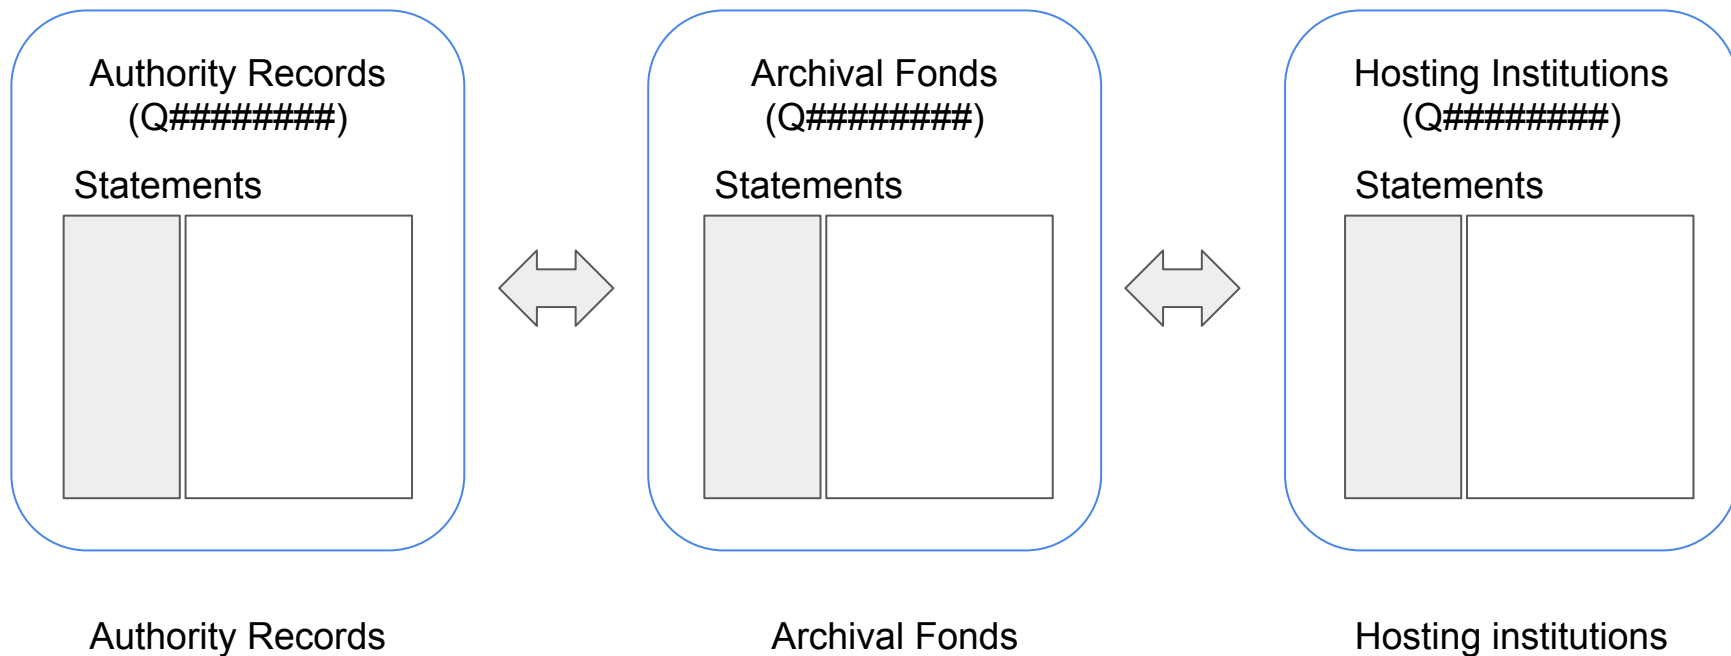 Authority Records
(Q########)
Statements
Archival Fonds
(Q########)
Statements
Hosting Institutions
(Q########)
Statements
Authority Records
Archival Fonds
Hosting institutions